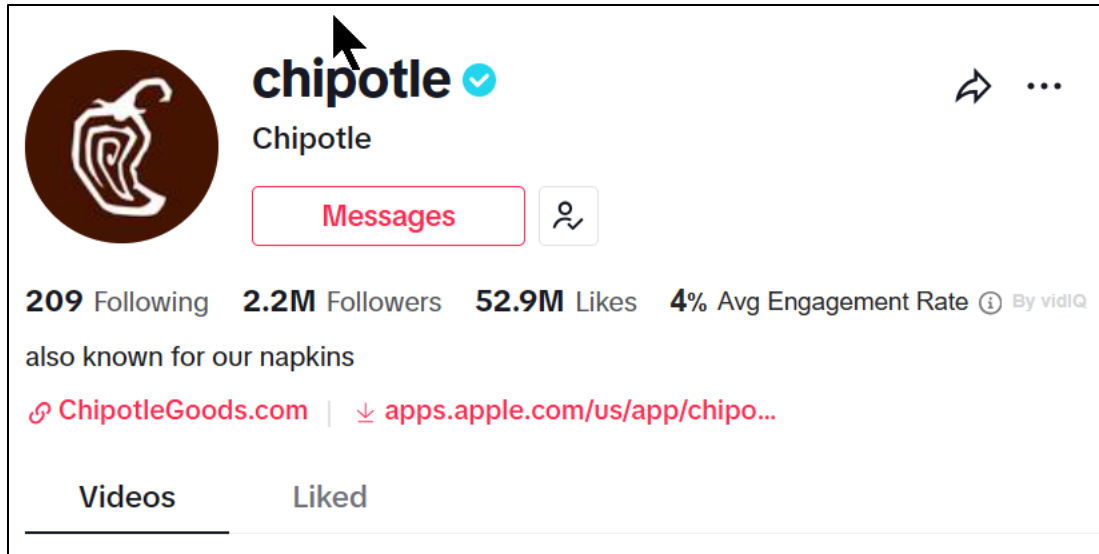 chipotle
Chipotle
Messages
209 Following 2.2M Followers 52.9M Likes 4% Avg Engagement Rate By vidIQ
also known for our napkins
ChipotleGoods.com | apps.apple.com/us/app/chipo...
Videos Liked